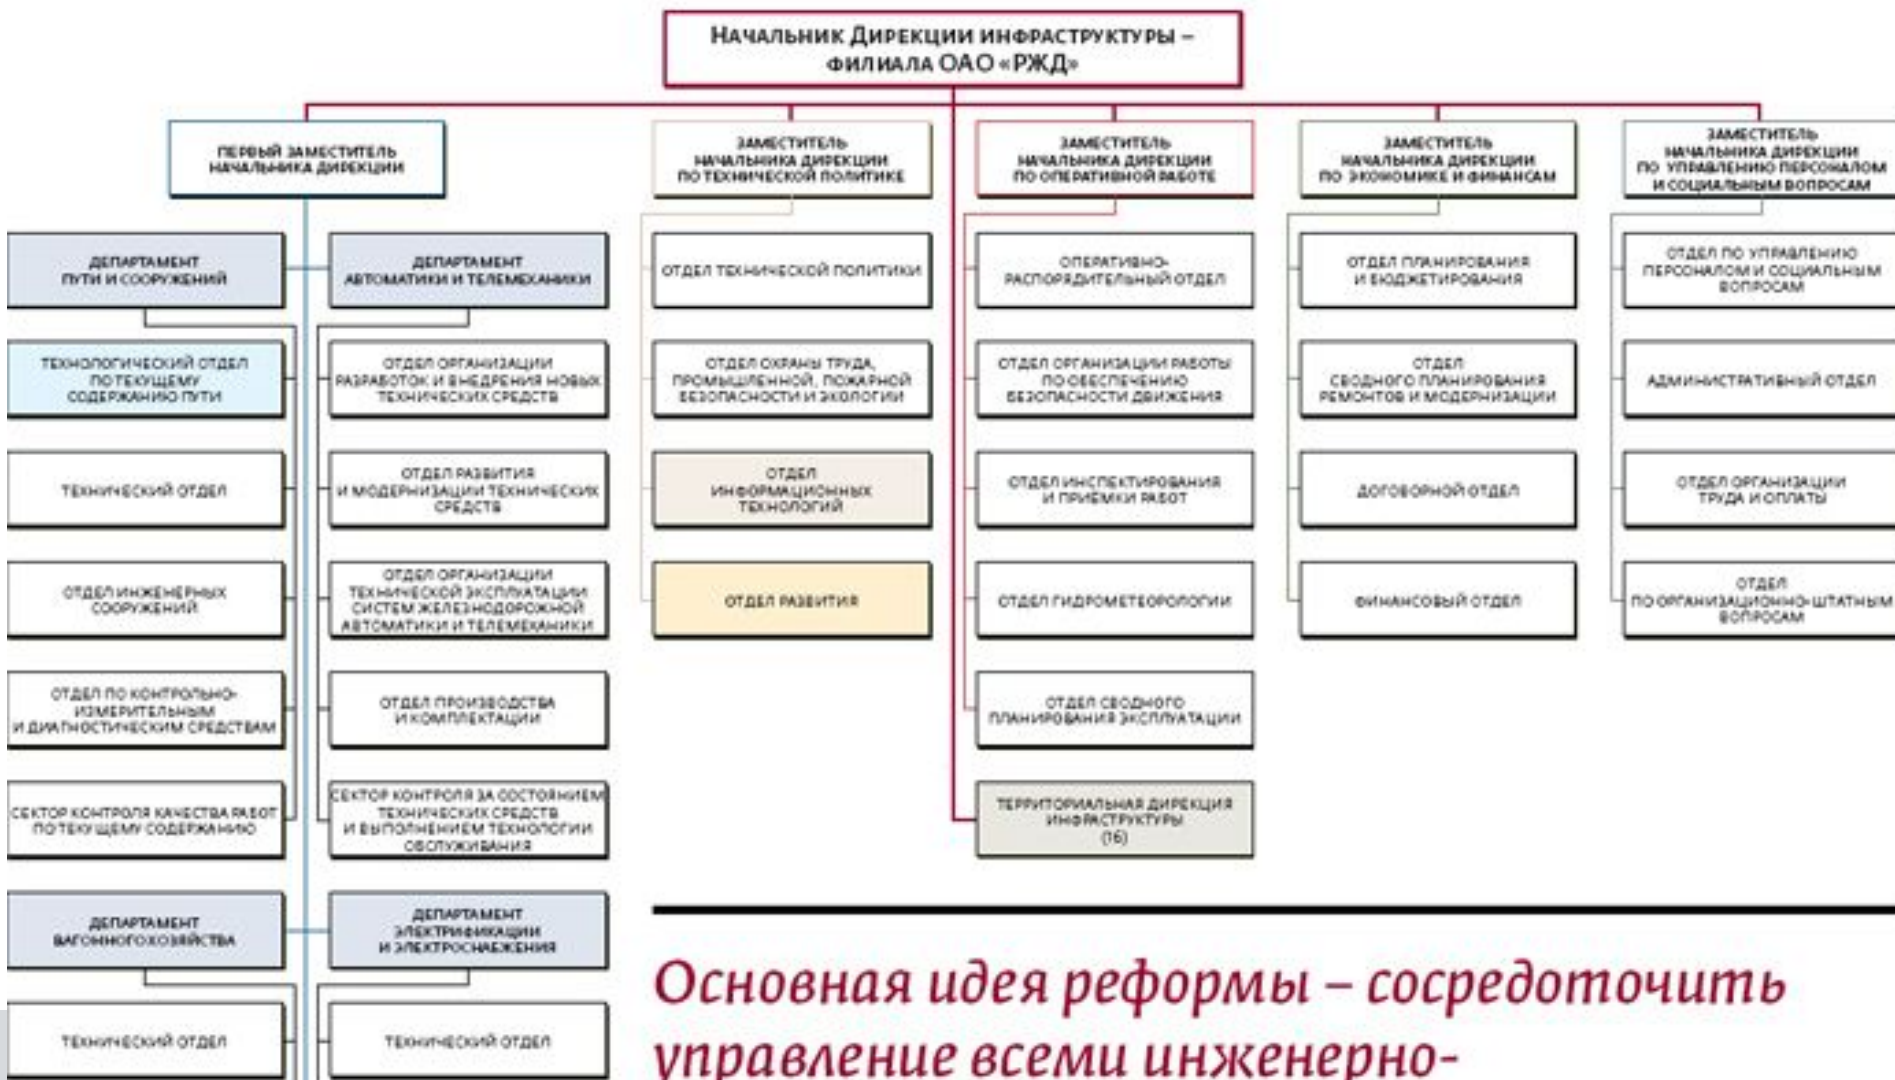 НАЧАЛЬНИК ДИРЕКЦИИ ИНФРАСТРУКТУРЫ –
ФИЛИАЛА ОАО «РЖД»
ПЕРВЫЙ ЗАМЕСТИТЕЛЬ
НАЧАЛЬНИКА ДИРЕКЦИИ
ЗАМЕСТИТЕЛЬ
НАЧАЛЬНИКА ДИРЕКЦИИ
ПО ТЕХНИЧЕСКОЙ ПОЛИТИКЕ
ЗАМЕСТИТЕЛЬ
НАЧАЛЬНИКА ДИРЕКЦИИ
ПО ОПЕРАТИВНОЙ РАБОТЕ
ЗАМЕСТИТЕЛЬ
НАЧАЛЬНИКА ДИРЕКЦИИ
ПО ЭКОНОМИКЕ И ФИНАНСАМ
ЗАМЕСТИТЕЛЬ
НАЧАЛЬНИКА ДИРЕКЦИИ
ПО УПРАВЛЕНИЮ ПЕРСОНАЛОМ
И СОЦИАЛЬНЫМ ВОПРОСАМ
ДЕПАРТАМЕНТ
ПУТИ И СООРУЖЕНИЙ
ТЕХНОЛОГИЧЕСКИЙ ОТДЕЛ
ПО ТЕКУЩЕМУ
СОДЕРЖАНИЮ ПУТИ
ТЕХНИЧЕСКИЙ ОТДЕЛ
ОТДЕЛ ИНЖЕНЕРНЫХ
СООРУЖЕНИЙ
ОТДЕЛ ПО КОНТРОЛЬНО-
ИЗМЕРИТЕЛЬНЫМ
И ДИАГНОСТИЧЕСКИМ СРЕДСТВАМ
СЕКТОР КОНТРОЛЯ КАЧЕСТВА РАБОТ
ПО ТЕКУЩЕМУ СОДЕРЖАНИЮ
ДЕПАРТАМЕНТ
ВАГОННОГО ХОЗЯЙСТВА
ТЕХНИЧЕСКИЙ ОТДЕЛ
ДЕПАРТАМЕНТ
АВТОМАТИКИ И ТЕЛЕМЕХАНИКИ
ОТДЕЛ ОРГАНИЗАЦИИ
РАЗРАБОТОК И ВНЕДРЕНИЯ НОВЫХ
ТЕХНИЧЕСКИХ СРЕДСТВ
ОТДЕЛ РАЗВИТИЯ
И МОДЕРНИЗАЦИИ ТЕХНИЧЕСКИХ
СРЕДСТВ
ОТДЕЛ ОРГАНИЗАЦИИ
ТЕХНИЧЕСКОЙ ЭКСПЛУАТАЦИИ
СИСТЕМ ЖЕЛЕЗНОДОРОЖНОЙ
АВТОМАТИКИ И ТЕЛЕМЕХАНИКИ
ОТДЕЛ ПРОИЗВОДСТВА
И КОМПЛЕКТАЦИИ
СЕКТОР КОНТРОЛЯ ЗА СОСТОЯНИЕМ
ТЕХНИЧЕСКИХ СРЕДСТВ
И ВЫПОЛНЕНИЕМ ТЕХНОЛОГИИ
ОБСЛУЖИВАНИЯ
ДЕПАРТАМЕНТ
ЭЛЕКТРИФИКАЦИИ
И ЭЛЕКТРОСНАБЖЕНИЯ
ТЕХНИЧЕСКИЙ ОТДЕЛ
ОТДЕЛ ТЕХНИЧЕСКОЙ ПОЛИТИКИ
ОТДЕЛ ОХРАНЫ ТРУДА,
ПРОМЫШЛЕННОЙ, ПОЖАРНОЙ
БЕЗОПАСНОСТИ И ЭКОЛОГИИ
ОТДЕЛ
ИНФОРМАЦИОННЫХ
ТЕХНОЛОГИЙ
ОТДЕЛ РАЗВИТИЯ
ОПЕРАТИВНО-
РАСПОРЯДИТЕЛЬНЫЙ ОТДЕЛ
ОТДЕЛ ОРГАНИЗАЦИИ РАБОТЫ
ПО ОБЕСПЕЧЕНИЮ
БЕЗОПАСНОСТИ ДВИЖЕНИЯ
ОТДЕЛ ИНСПЕКТИРОВАНИЯ
И ПРИЕМКИ РАБОТ
ОТДЕЛ ГИДРОМЕТЕОРОЛОГИИ
ОТДЕЛ СВОДНОГО
ПЛАНИРОВАНИЯ ЭКСПЛУАТАЦИИ
ТЕРРИТОРИАЛЬНАЯ ДИРЕКЦИЯ
ИНФРАСТРУКТУРЫ
(16)
ОТДЕЛ ПЛАНИРОВАНИЯ
И БЮДЖЕТИРОВАНИЯ
ОТДЕЛ
СВОДНОГО ПЛАНИРОВАНИЯ
РЕМОНТОВ И МОДЕРНИЗАЦИИ
ДОГОВОРНОЙ ОТДЕЛ
ФИНАНСОВЫЙ ОТДЕЛ
ОТДЕЛ ПО УПРАВЛЕНИЮ
ПЕРСОНАЛОМ И СОЦИАЛЬНЫМ
ВОПРОСАМ
АДМИНИСТРАТИВНЫЙ ОТДЕЛ
ОТДЕЛ ОРГАНИЗАЦИИ
ТРУДА И ОПЛАТЫ
ОТДЕЛ
ПО ОРГАНИЗАЦИОННО-ШТАТНЫМ
ВОПРОСАМ
Основная идея реформы – сосредоточить
управление всеми инженерно-